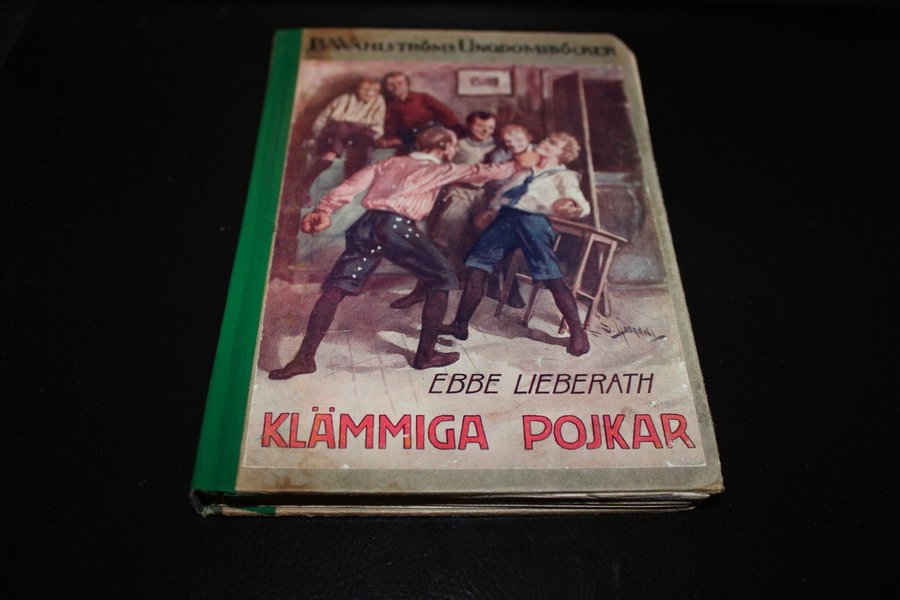 B. WAHLSTRÖMS UNGDOMSBÖCKER
EBBE LIEBERATH
KLÄMMIGA POJKAR